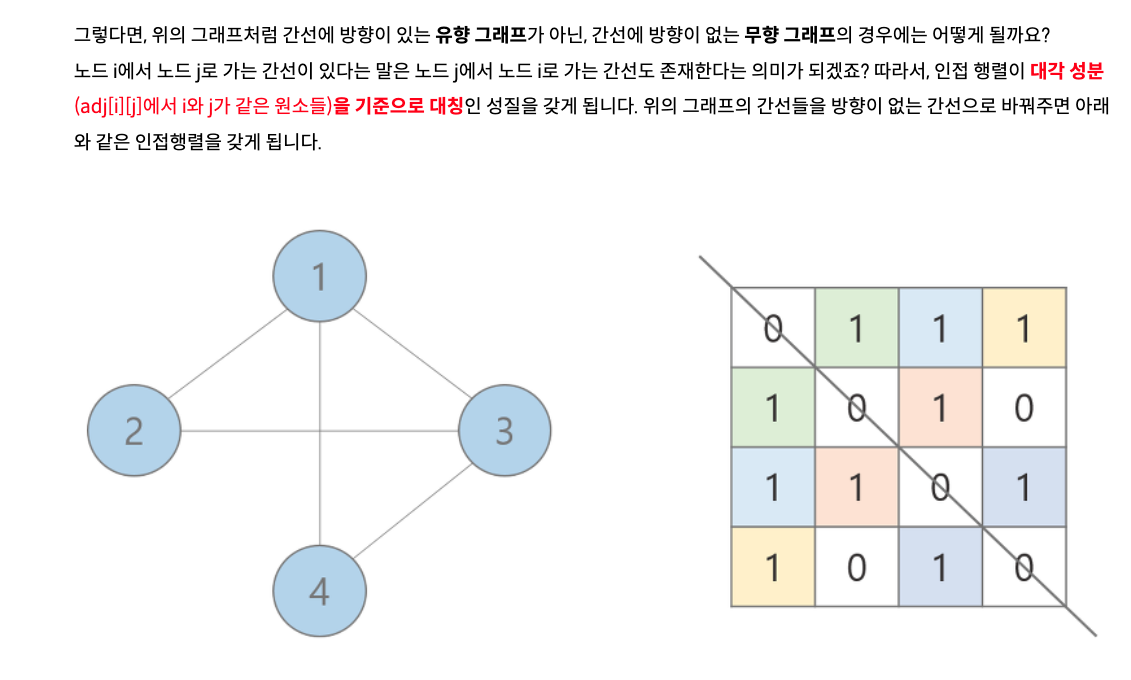 그렇다면, 위의 그래프처럼 간선에 방향이 있는 유향 그래프가 아닌, 간선에 방향이 없는 무향 그래프의 경우에는 어떻게 될까요?
노드 i에서 노드 j로 가는 간선이 있다는 말은 노드 j에서 노드 i로 가는 간선도 존재한다는 의미가 되겠죠? 따라서, 인접 행렬이 대각 성분
(adj[i][j]에서 i와 j가 같은 원소들)을 기준으로 대칭인 성질을 갖게 됩니다. 위의 그래프의 간선들을 방향이 없는 간선으로 바꿔주면 아래
와 같은 인접행렬을 갖게 됩니다.
1
2 3
4
0 1 1 1
1 0 1 0
1 1 0 1
1 0 1 0